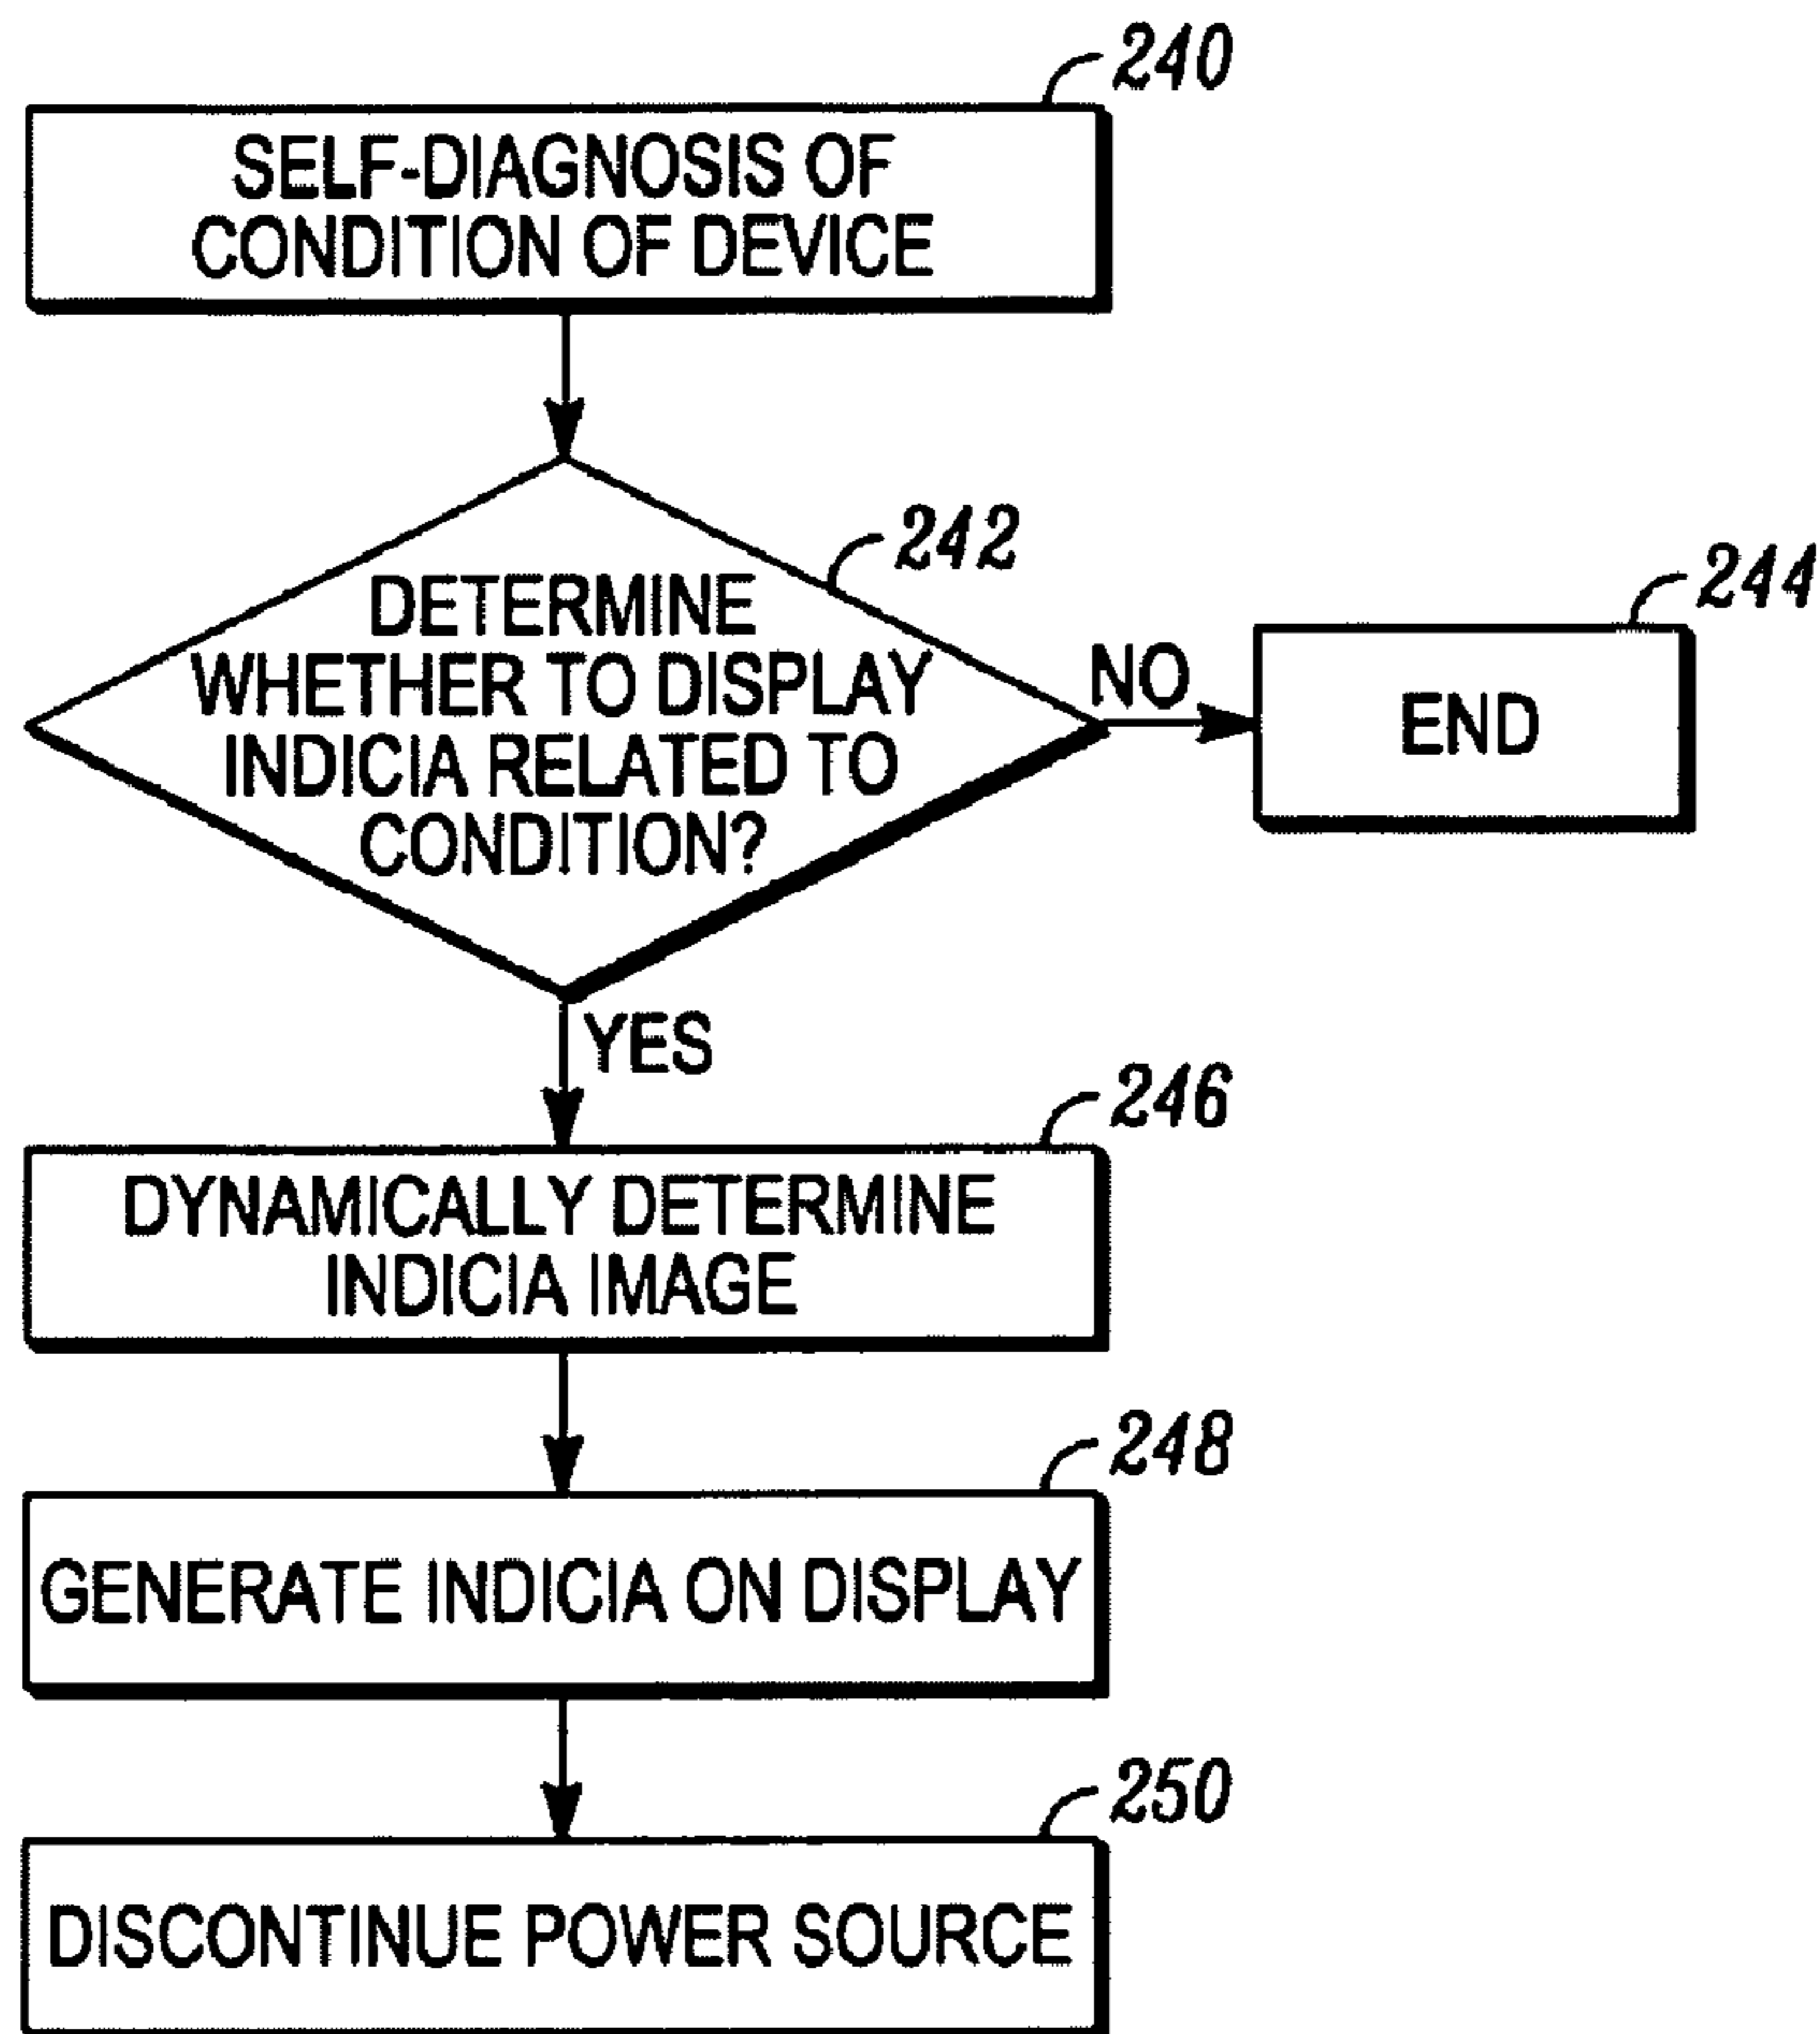 240
SELF-DIAGNOSIS OF
CONDITION OF DEVICE
242
DETERMINE
WHETHER TO DISPLAY
INDICIA RELATED TO
CONDITION?
NO
244
END
YES
246
DYNAMICALLY DETERMINE
INDICIA IMAGE
248
GENERATE INDICIA ON DISPLAY
250
DISCONTINUE POWER SOURCE